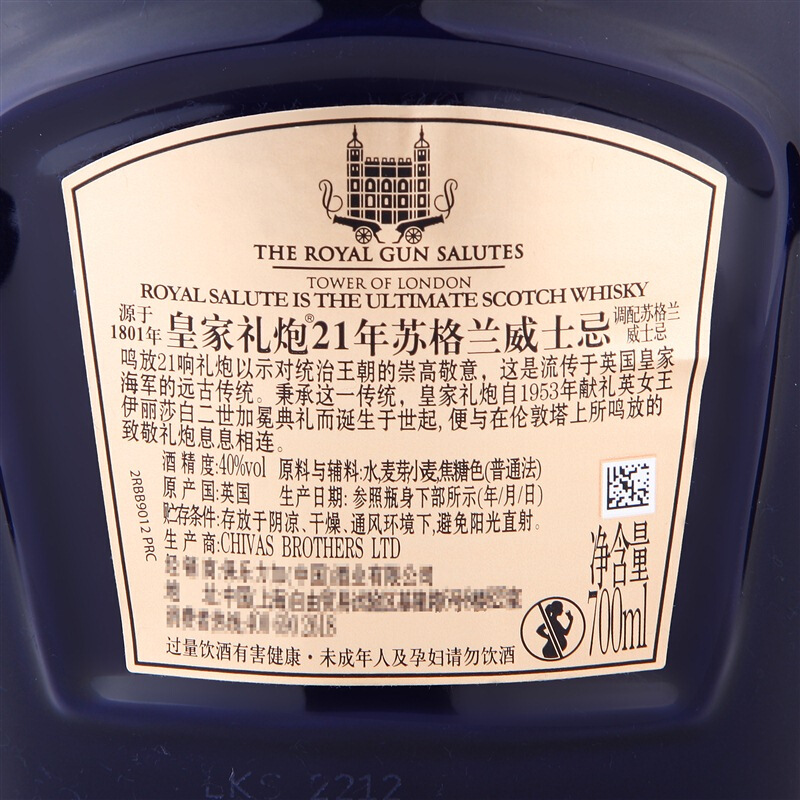 THE ROYAL GUN SALUTES
TOWER OF LONDON
ROYAL SALUTE IS THE ULTIMATE SCOTCH WHISKY
源于1801年 皇家礼炮®21年苏格兰威士忌 调配苏格兰威士忌
鸣放21响礼炮以示对统治王朝的崇高敬意，这是流传于英国皇家
海军的远古传统。秉承这一传统，皇家礼炮自1953年献礼英女王
伊丽莎白二世加冕典礼而诞生于世起，便与在伦敦塔上所鸣放的
致敬礼炮息息相连。
酒精度:40%vol 原料与辅料:水,麦芽,小麦,焦糖色(普通法)
原产国:英国 生产日期:参照瓶身下部所示(年/月/日)
贮存条件:存放于阴凉、干燥,通风环境下,避免阳光直射。
生产商:CHIVAS BROTHERS LTD
过量饮酒有害健康·未成年人及孕妇请勿饮酒
净含量
700ml
2RBB9012 PRC
LKS 2212